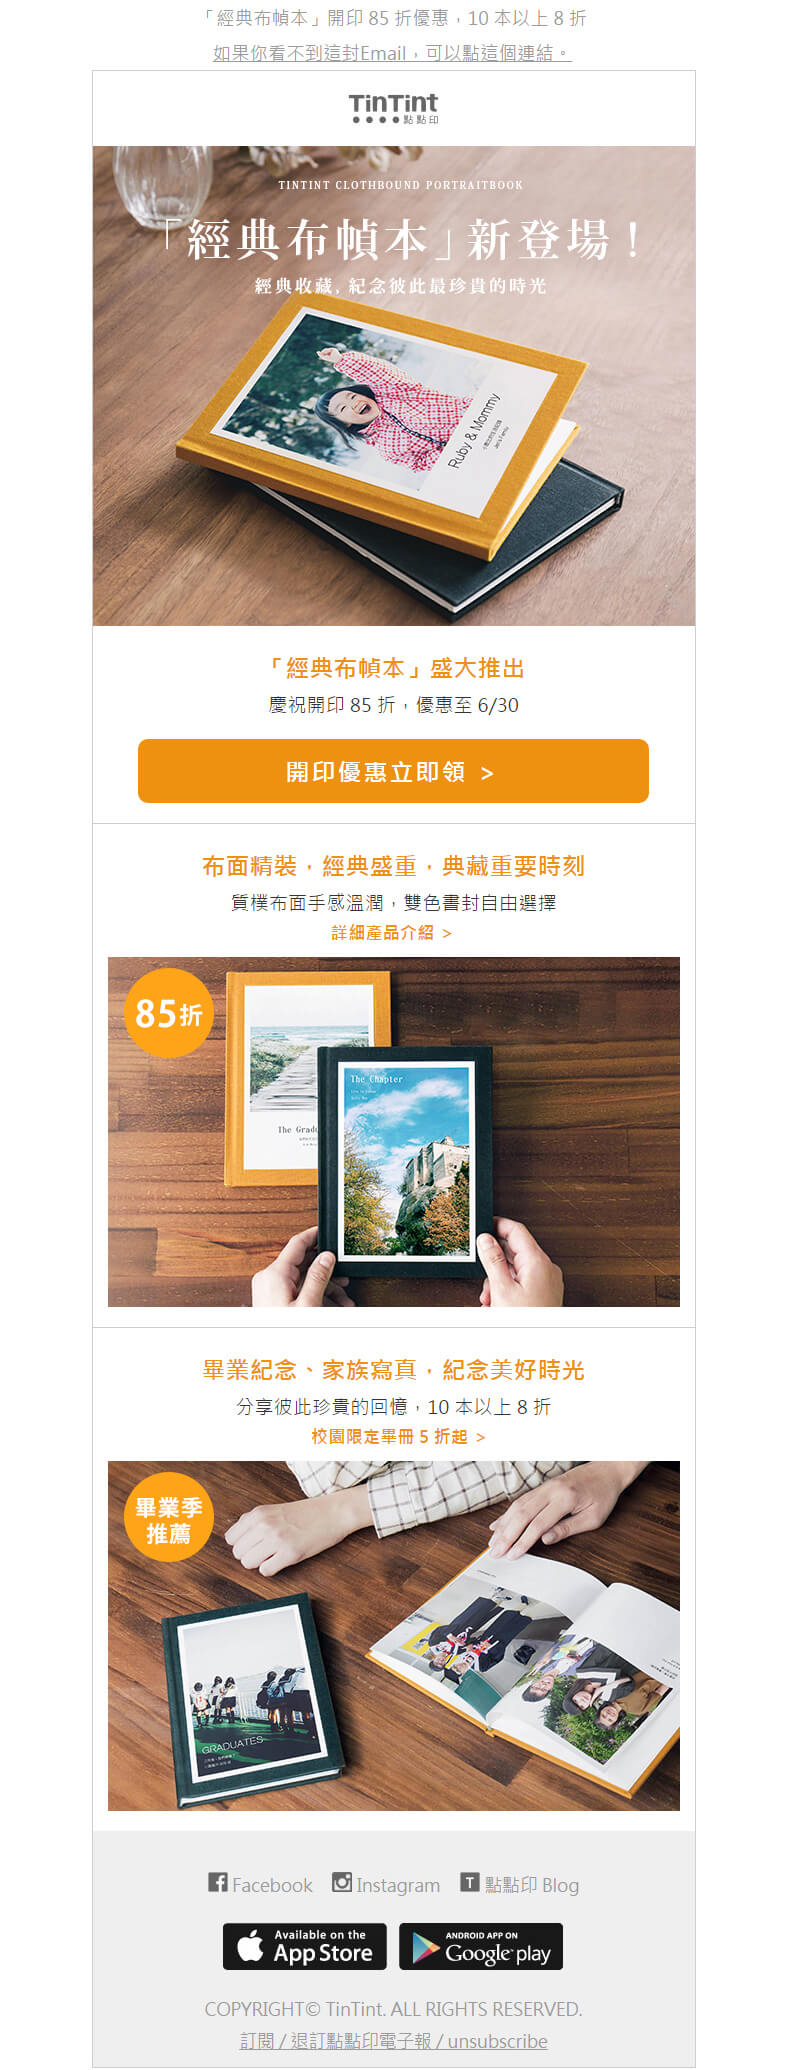 「經典布幀本」開印 85 折優惠，10 本以上 8 折
如果你看不到這封Email，可以點這個連結。
TinTint
點點印
TINTINT CLOTHBOUND PORTRAITBOOK
「經典布幀本」新登場！
經典收藏, 紀念彼此最珍貴的時光
Ruby & Mommy
「經典布幀本」盛大推出
慶祝開印 85 折，優惠至 6/30
開印優惠立即領 >
布面精裝，經典盛重，典藏重要時刻
質樸布面手感溫潤，雙色書封自由選擇
詳細產品介紹 >
85折
The Chapter
The Gradu
畢業紀念、家族寫真，紀念美好時光
分享彼此珍貴的回憶，10 本以上 8 折
校園限定畢冊 5 折起 >
畢業季
推薦
GRADUATES
Facebook Instagram 點點印 Blog
Available on the
App Store
ANDROID APP ON
Google play
COPYRIGHT© TinTint. ALL RIGHTS RESERVED.
訂閱 / 退訂點點印電子報 / unsubscribe